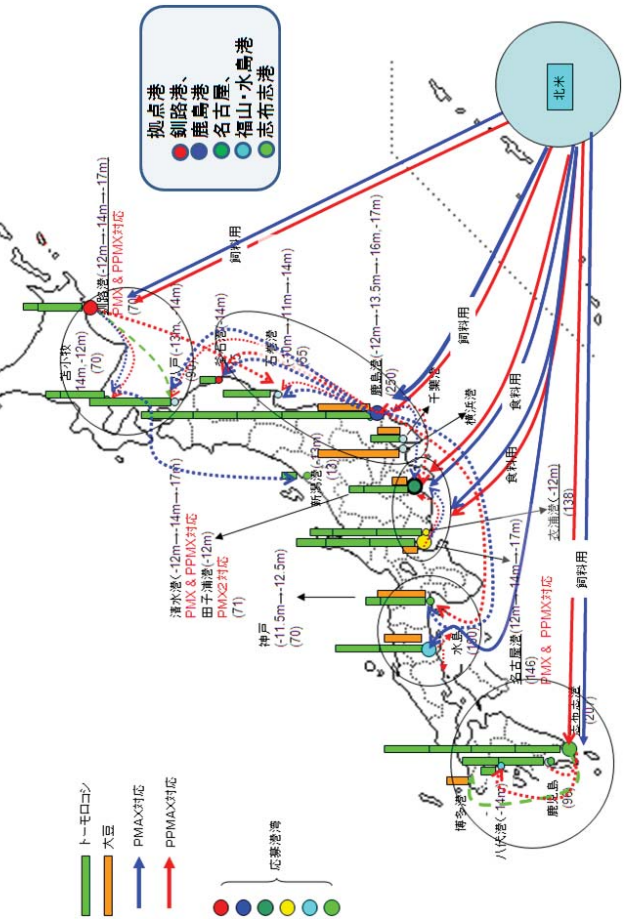 トーモロコシ
大豆
PMAX対応
PPMAX対応
応募港湾
拠点港
釧路港、
鹿島港
名古屋、
福山・水島港
志布志港
北米
釧路港(-12m→-14m→-17m)
PMX & PPMX対応
(70)
苫小牧
14m,-12m)
(70)
八戸(-13m→-14m)
(90)
釜石港(-14m)
石巻港
10m→-11m→-14m)
(55)
鹿島港(-12m→-13.5m→-16m,-17m)
(250)
千葉港
横浜港
新潟港(-13m)
(13)
清水港(-12m→-14m→-17m)
PMX & PPMX対応
田子浦港(-12m)
PMX2対応
(71)
神戸
(-11.5m→-12.5m)
(70)
衣浦港(-12m)
(138)
名古屋港(12m→-14m→-17m)
(146)
PMX & PPMX対応
水島
博多港
八代港(-14m)
鹿児島
(96)
志布志港
(207)
飼料用
飼料用
食料用
食料用
飼料用